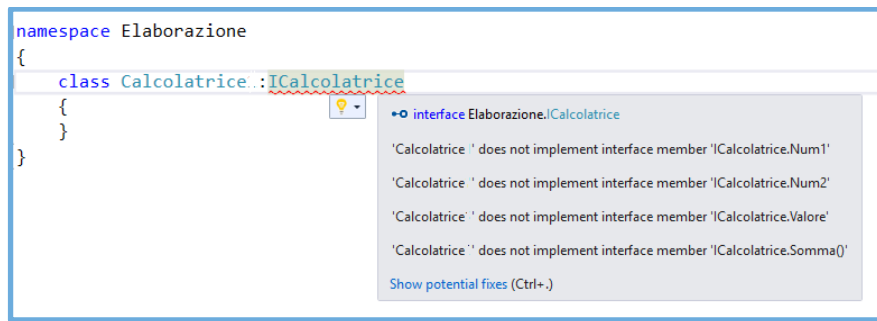 namespace Elaborazione
{
class Calcolatrice :ICalcolatrice
{
}
}
interface Elaborazione.ICalcolatrice
'Calcolatrice ' does not implement interface member 'ICalcolatrice.Num1'
'Calcolatrice ' does not implement interface member 'ICalcolatrice.Num2'
'Calcolatrice ' does not implement interface member 'ICalcolatrice.Valore'
'Calcolatrice ' does not implement interface member 'ICalcolatrice.Somma()'
Show potential fixes (Ctrl+.)